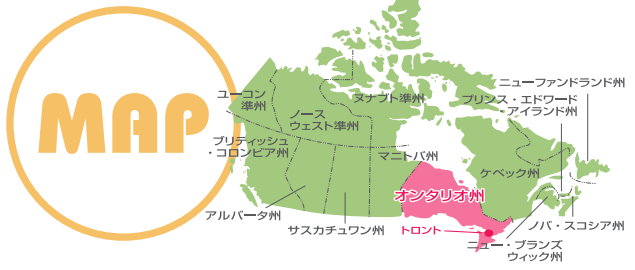 MAP
ユーコン
準州
ノース
ウェスト準州
ヌナブト準州
ニューファンドランド州
プリンス・エドワード
・アイランド州
ブリティッシュ
・コロンビア州
マニトバ州
ケベック州
オンタリオ州
アルバータ州
サスカチュワン州
トロント
ノバ・スコシア州
ニュー・ブランズ
ウィック州